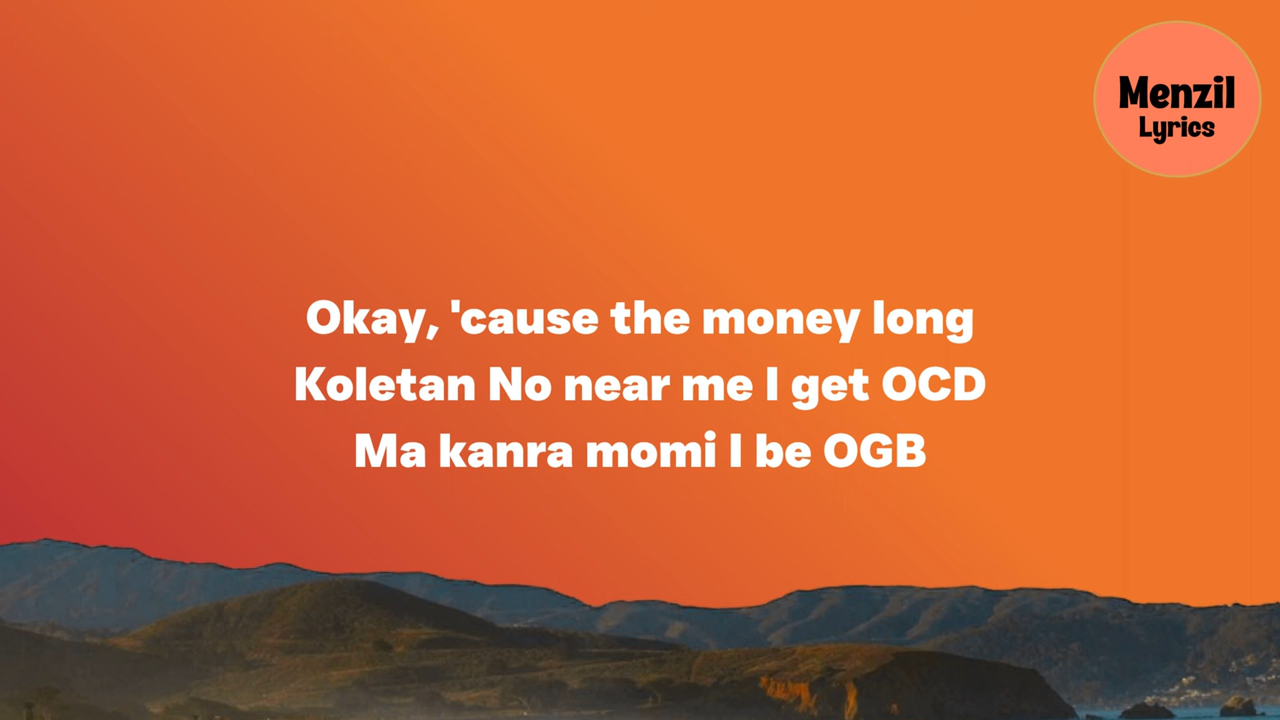 Menzil
Lyrics
Okay, 'cause the money long
Koletan No near me I get OCD
Ma kanra momi I be OGB